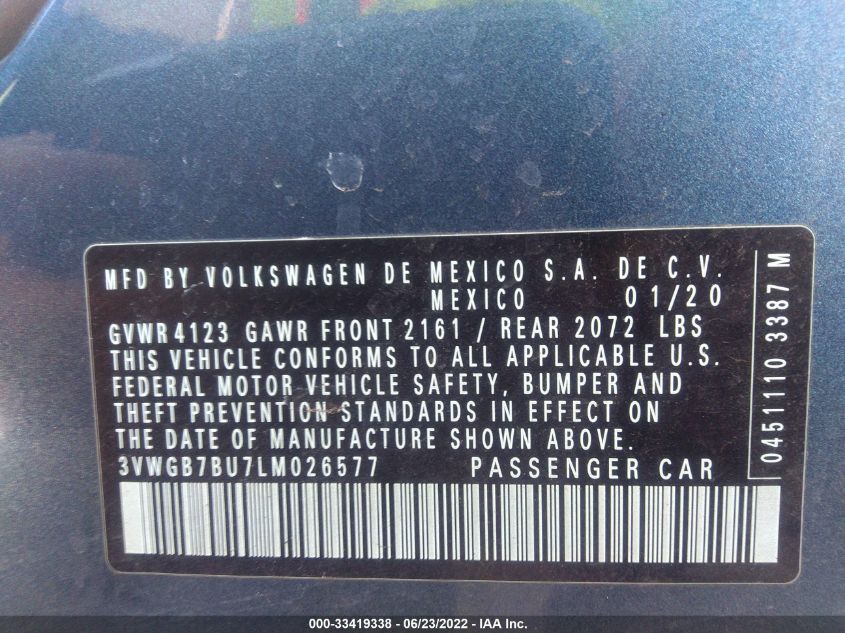 MFD BY VOLKSWAGEN DE MEXICO S.A. DE C.V.
MEXICO 01/20
GVWR 4123 GAWR FRONT 2161 / REAR 2072 LBS
THIS VEHICLE CONFORMS TO ALL APPLICABLE U.S.
FEDERAL MOTOR VEHICLE SAFETY, BUMPER AND
THEFT PREVENTION STANDARDS IN EFFECT ON
THE DATE OF MANUFACTURE SHOWN ABOVE.
3VWGB7BU7LM026577 PASSENGER CAR
0451110 3387 M
000-33419338 - 06/23/2022 - IAA Inc.